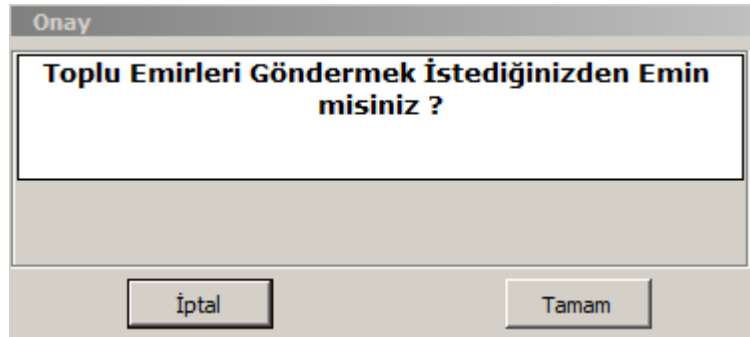 Onay
Toplu Emirleri Göndermek İstediğinizden Emin
misiniz ?
İptal
Tamam